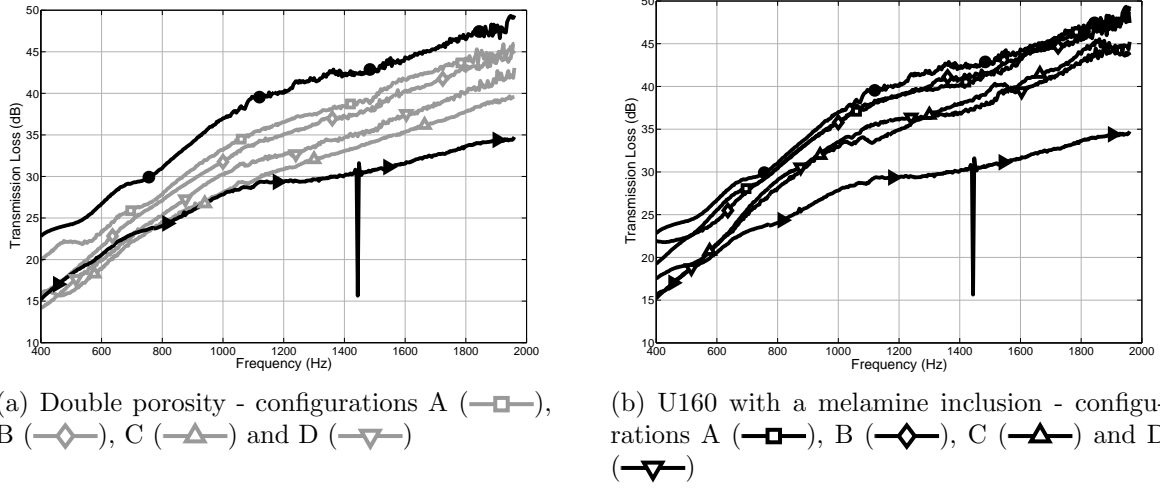 50
45
40
35
30
25
20
15
10
Transmission Loss (dB)
400 600 800 1000 1200 1400 1600 1800 2000
Frequency (Hz)
(a) Double porosity - configurations A ( ),
B ( ), C ( ) and D ( )
50
45
40
35
30
25
20
15
10
Transmission Loss (dB)
400 600 800 1000 1200 1400 1600 1800 2000
Frequency (Hz)
(b) U160 with a melamine inclusion - configu-
rations A ( ), B ( ), C ( ) and D
( )